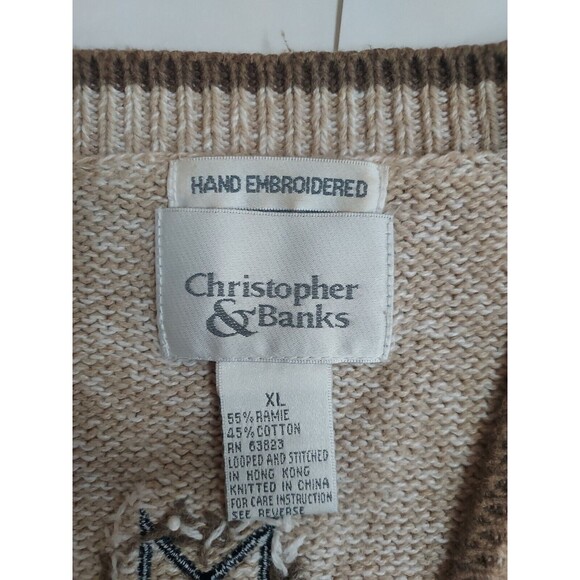 HAND EMBROIDERED
Christopher
& Banks
XL
55% RAMIE
45% COTTON
RN 63823
LOOPED AND STITCHED
IN HONG KONG
KNITTED IN CHINA
FOR CARE INSTRUCTION
SEE REVERSE